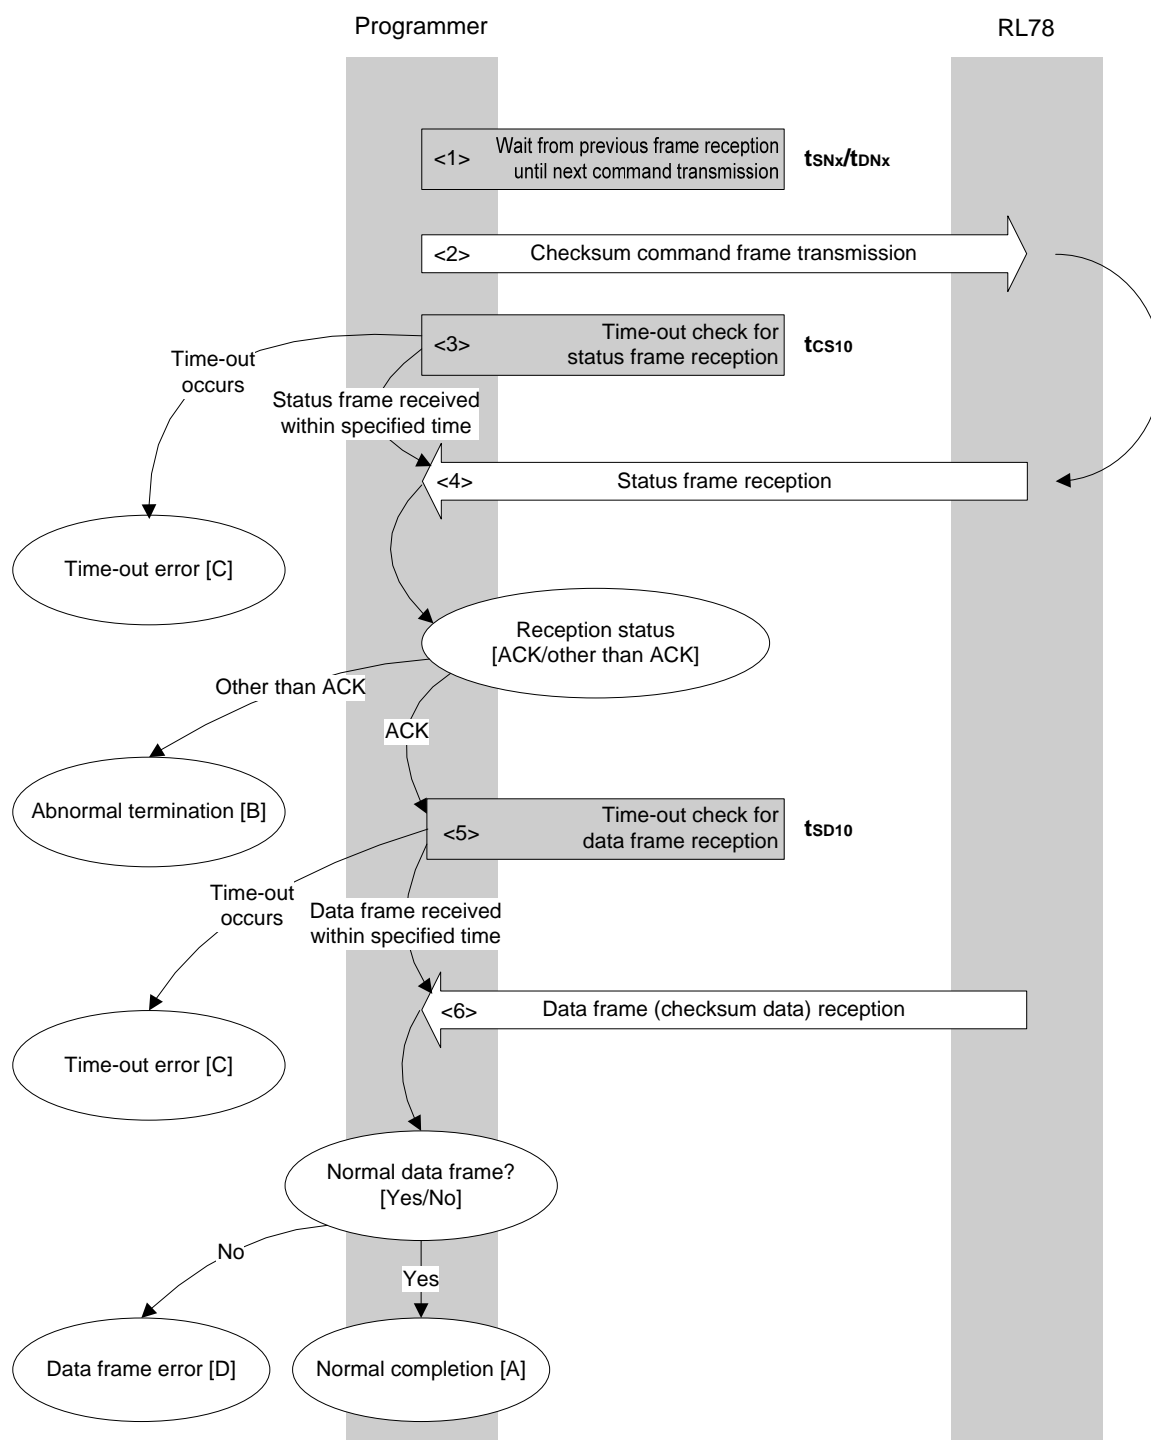 Programmer
RL78
<1> Wait from previous frame reception
until next command transmission
tSNx/tDNx
<2> Checksum command frame transmission
<3> Time-out check for
status frame reception
tCS10
Time-out
occurs
Status frame received
within specified time
<4> Status frame reception
Time-out error [C]
Reception status
[ACK/other than ACK]
Other than ACK
ACK
Abnormal termination [B]
<5> Time-out check for
data frame reception
tSD10
Time-out
occurs
Data frame received
within specified time
<6> Data frame (checksum data) reception
Time-out error [C]
Normal data frame?
[Yes/No]
No
Yes
Data frame error [D]
Normal completion [A]